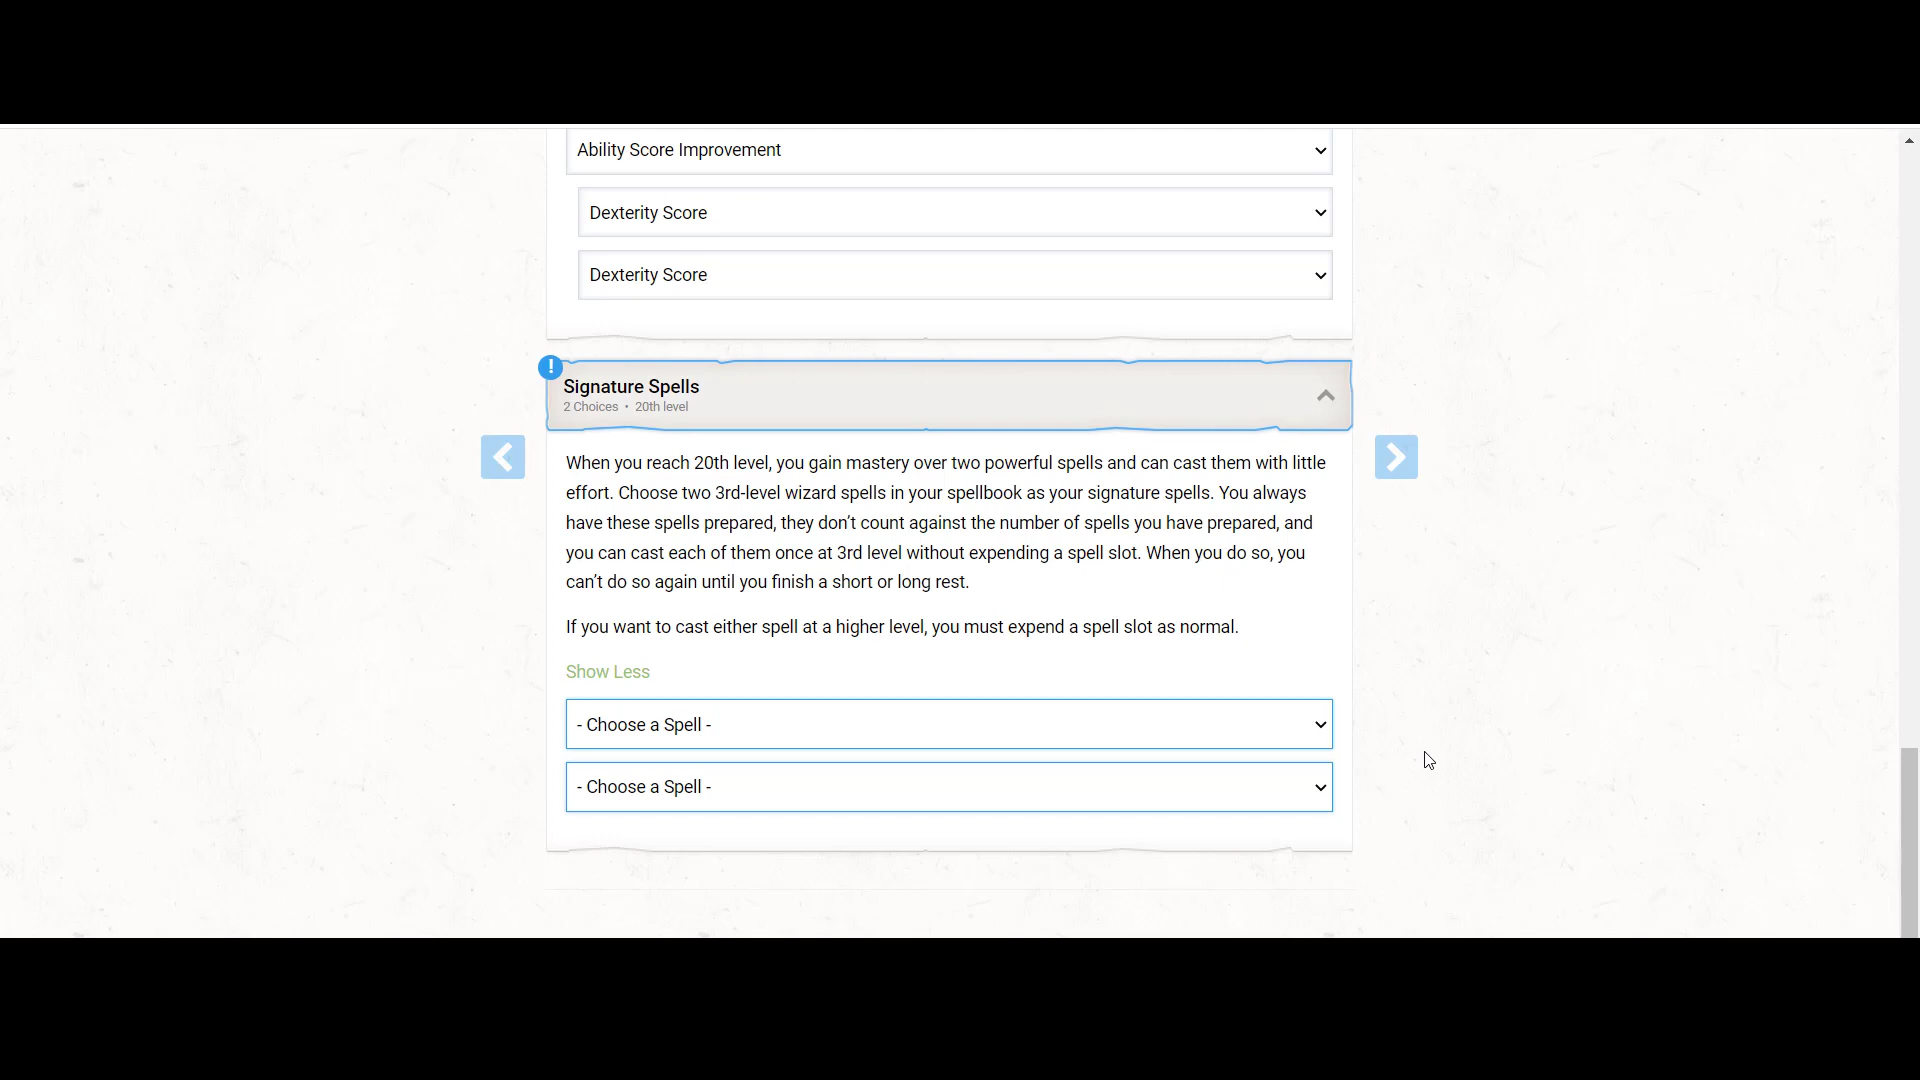 Ability Score Improvement
Dexterity Score
Dexterity Score
!
Signature Spells
2 Choices • 20th level
When you reach 20th level, you gain mastery over two powerful spells and can cast them with little
effort. Choose two 3rd-level wizard spells in your spellbook as your signature spells. You always
have these spells prepared, they don’t count against the number of spells you have prepared, and
you can cast each of them once at 3rd level without expending a spell slot. When you do so, you
can’t do so again until you finish a short or long rest.
If you want to cast either spell at a higher level, you must expend a spell slot as normal.
Show Less
- Choose a Spell -
- Choose a Spell -